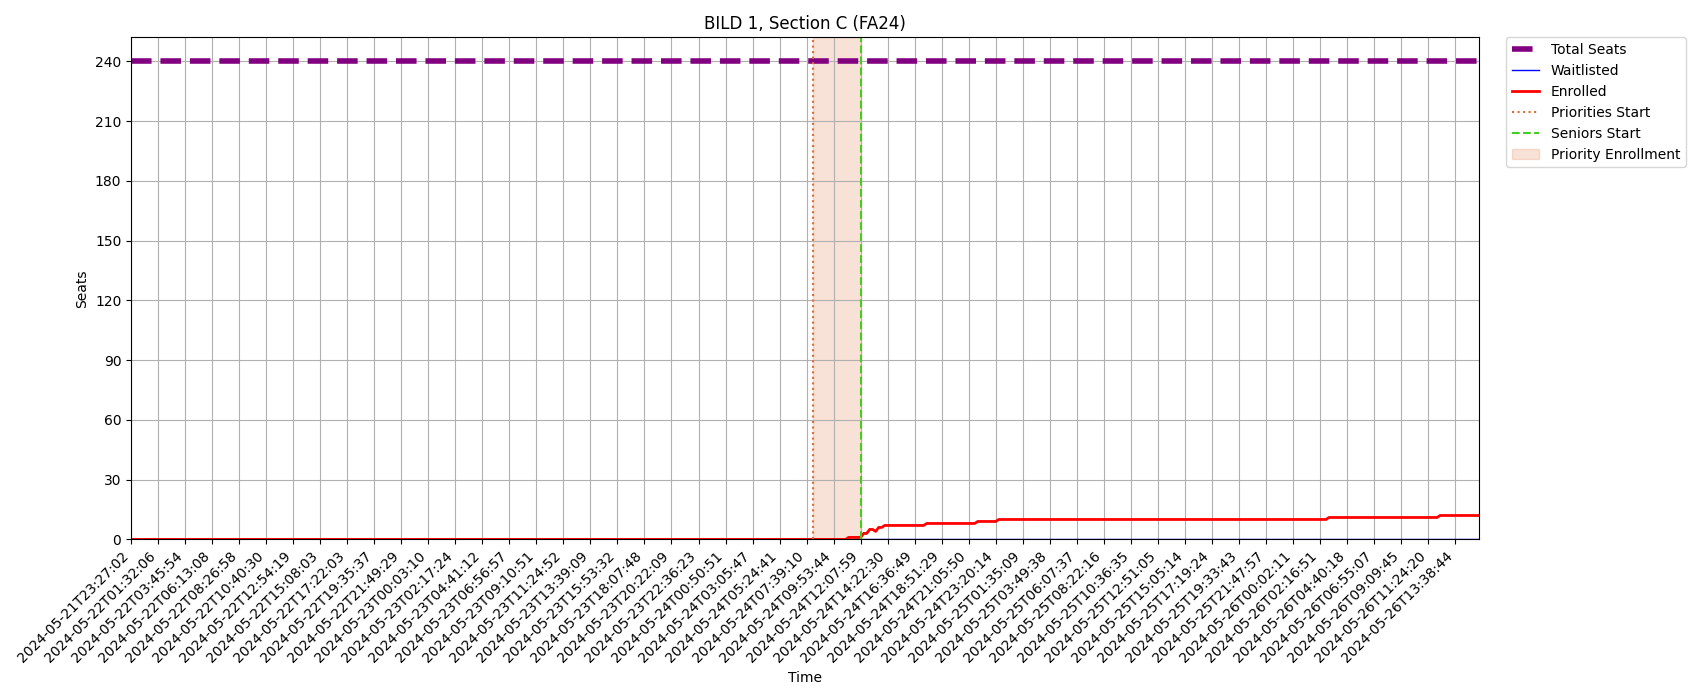 BILD 1, Section C (FA24)
Total Seats
Waitlisted
Enrolled
Priorities Start
Seniors Start
Priority Enrollment
Seats
240
210
180
150
120
90
60
30
0
2024-05-21T23:27:02
2024-05-22T01:32:06
2024-05-22T03:45:54
2024-05-22T06:13:08
2024-05-22T08:26:58
2024-05-22T10:40:30
2024-05-22T12:54:19
2024-05-22T15:08:03
2024-05-22T17:22:03
2024-05-22T19:35:37
2024-05-22T21:49:29
2024-05-23T00:03:10
2024-05-23T02:17:24
2024-05-23T04:41:12
2024-05-23T06:56:57
2024-05-23T09:10:51
2024-05-23T11:24:52
2024-05-23T13:39:09
2024-05-23T15:53:32
2024-05-23T18:07:48
2024-05-23T20:22:09
2024-05-23T22:36:23
2024-05-24T00:50:51
2024-05-24T03:05:47
2024-05-24T05:24:41
2024-05-24T07:39:10
2024-05-24T09:53:44
2024-05-24T12:07:59
2024-05-24T14:22:30
2024-05-24T16:36:49
2024-05-24T18:51:29
2024-05-24T21:05:50
2024-05-24T23:20:14
2024-05-25T01:35:09
2024-05-25T03:49:38
2024-05-25T06:07:37
2024-05-25T08:22:16
2024-05-25T10:36:35
2024-05-25T12:51:05
2024-05-25T15:05:14
2024-05-25T17:19:24
2024-05-25T19:33:43
2024-05-25T21:47:57
2024-05-26T00:02:11
2024-05-26T02:16:51
2024-05-26T04:40:18
2024-05-26T06:55:07
2024-05-26T09:09:45
2024-05-26T11:24:20
2024-05-26T13:38:44
Time